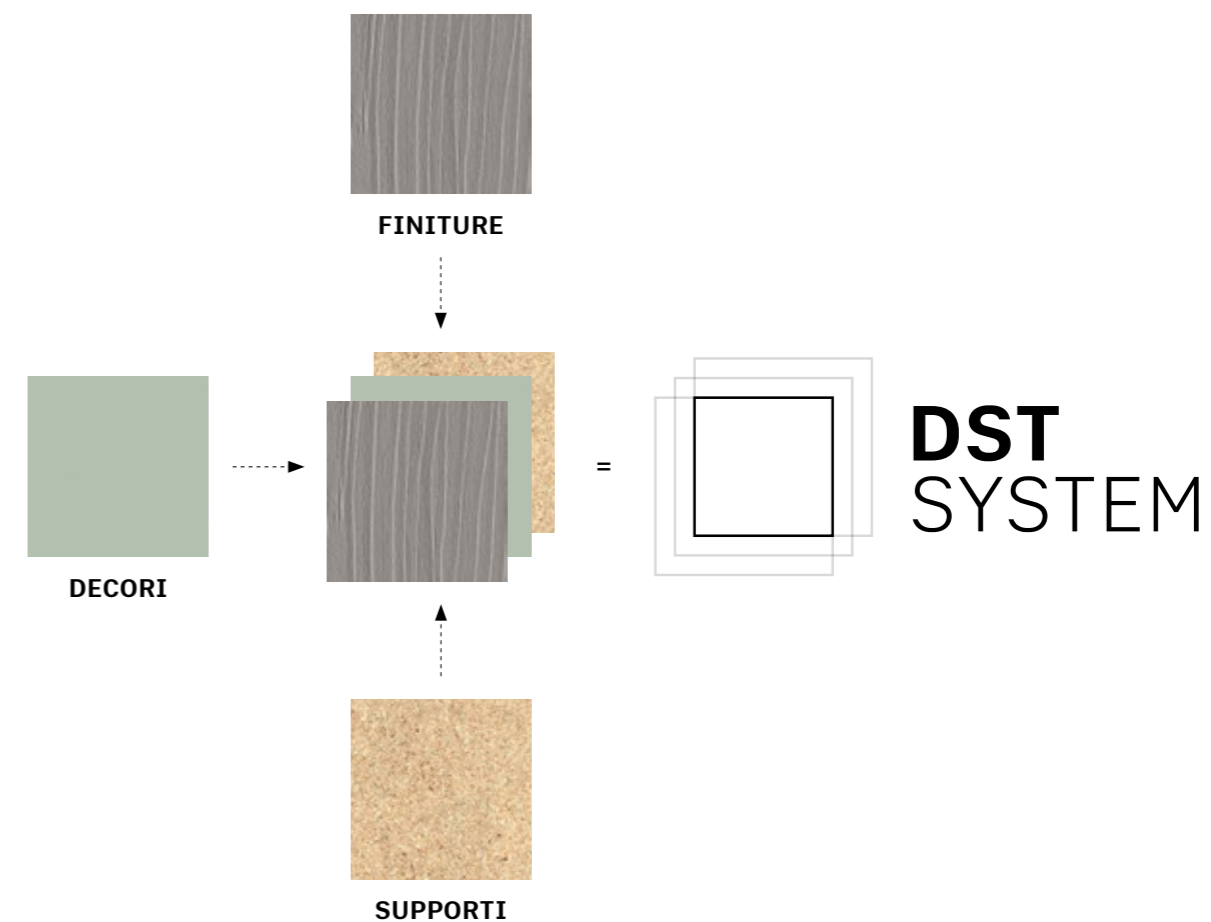 FINITURE
DECORI
=
DST
SYSTEM
SUPPORTI